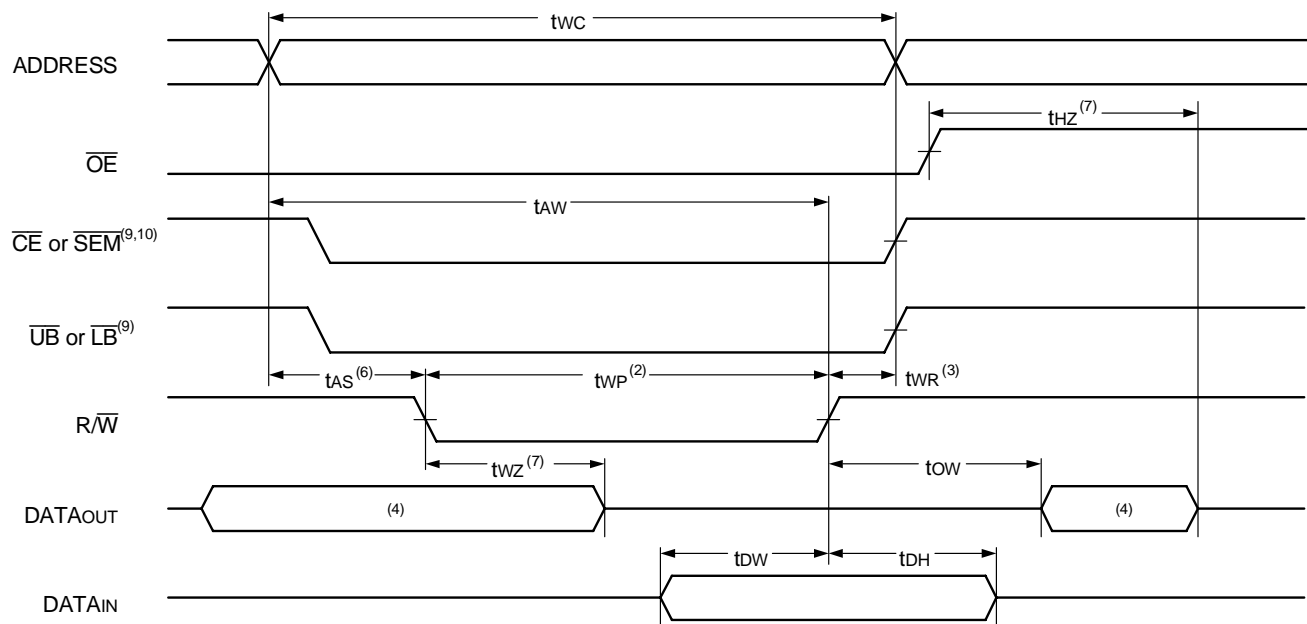 tWC
ADDRESS
tHZ(7)
OE
tAW
CE or SEM(9,10)
UB or LB(9)
tAS(6) tWP(2) tWR(3)
R/W
tWZ(7) tOW
DATAOUT (4) (4)
tDW tDH
DATAIN